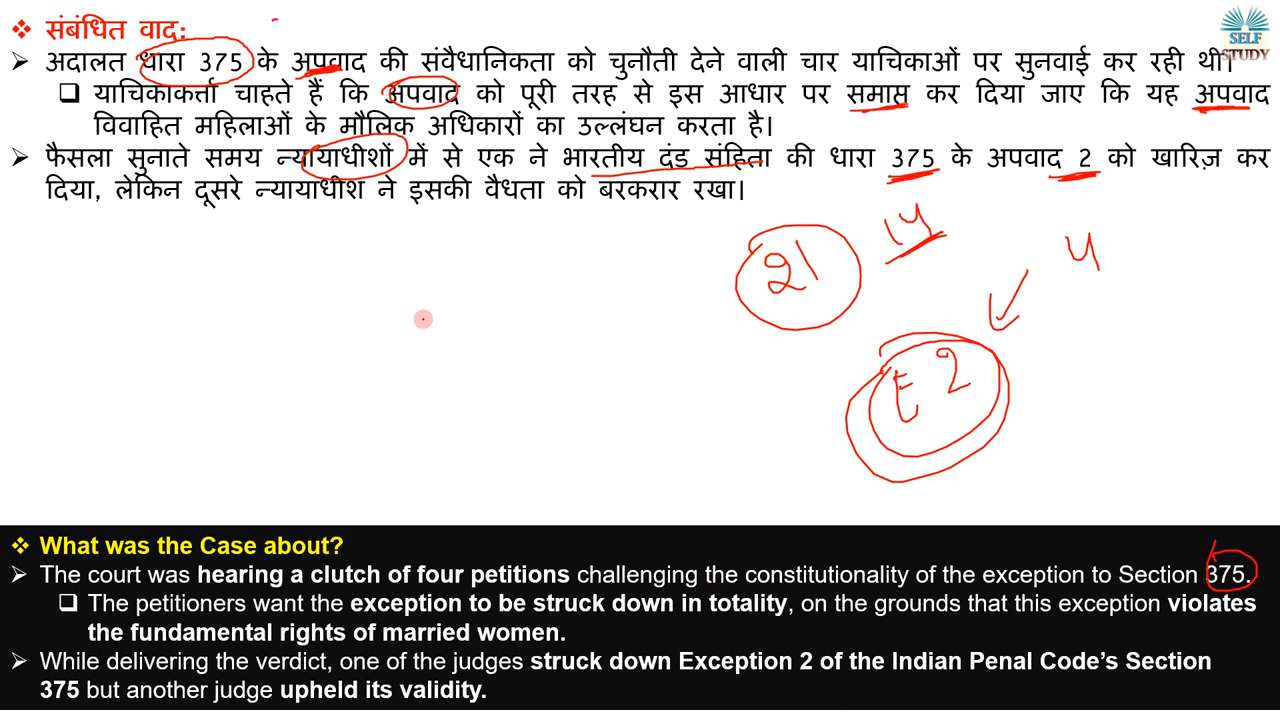 ❖ संबंधित वाद:
➢ अदालत धारा 375 के अपवाद की संवैधानिकता को चुनौती देने वाली चार याचिकाओं पर सुनवाई कर रही थी।
❑ याचिकाकर्त्ता चाहते हैं कि अपवाद को पूरी तरह से इस आधार पर समाप्त कर दिया जाए कि यह अपवाद
विवाहित महिलाओं के मौलिक अधिकारों का उल्लंघन करता है।
➢ फैसला सुनाते समय न्यायाधीशों में से एक ने भारतीय दंड संहिता की धारा 375 के अपवाद 2 को खारिज़ कर
दिया, लेकिन दूसरे न्यायाधीश ने इसकी वैधता को बरकरार रखा।
SELF
STUDY
21 14
4
E 2
❖ What was the Case about?
➢ The court was hearing a clutch of four petitions challenging the constitutionality of the exception to Section 375.
❑ The petitioners want the exception to be struck down in totality, on the grounds that this exception violates
the fundamental rights of married women.
➢ While delivering the verdict, one of the judges struck down Exception 2 of the Indian Penal Code’s Section
375 but another judge upheld its validity.